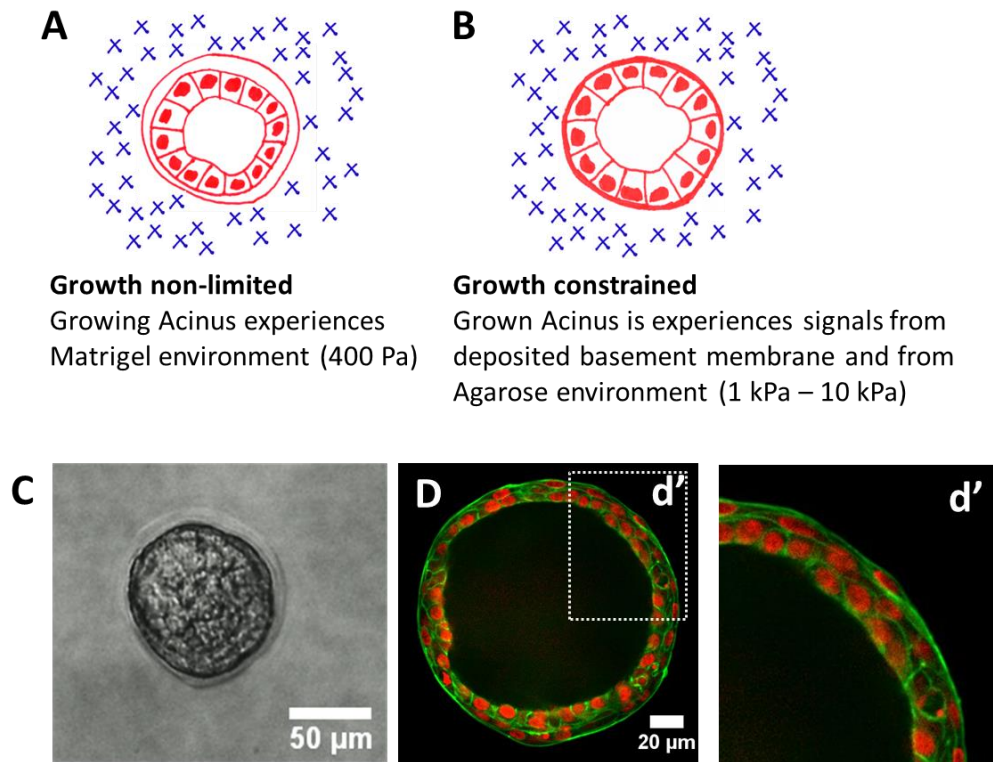 A
B
Growth non-limited
Growing Acinus experiences
Matrigel environment (400 Pa)
Growth constrained
Grown Acinus is experiences signals from
deposited basement membrane and from
Agarose environment (1 kPa – 10 kPa)
C
50 µm
D
d’
20 µm
d’